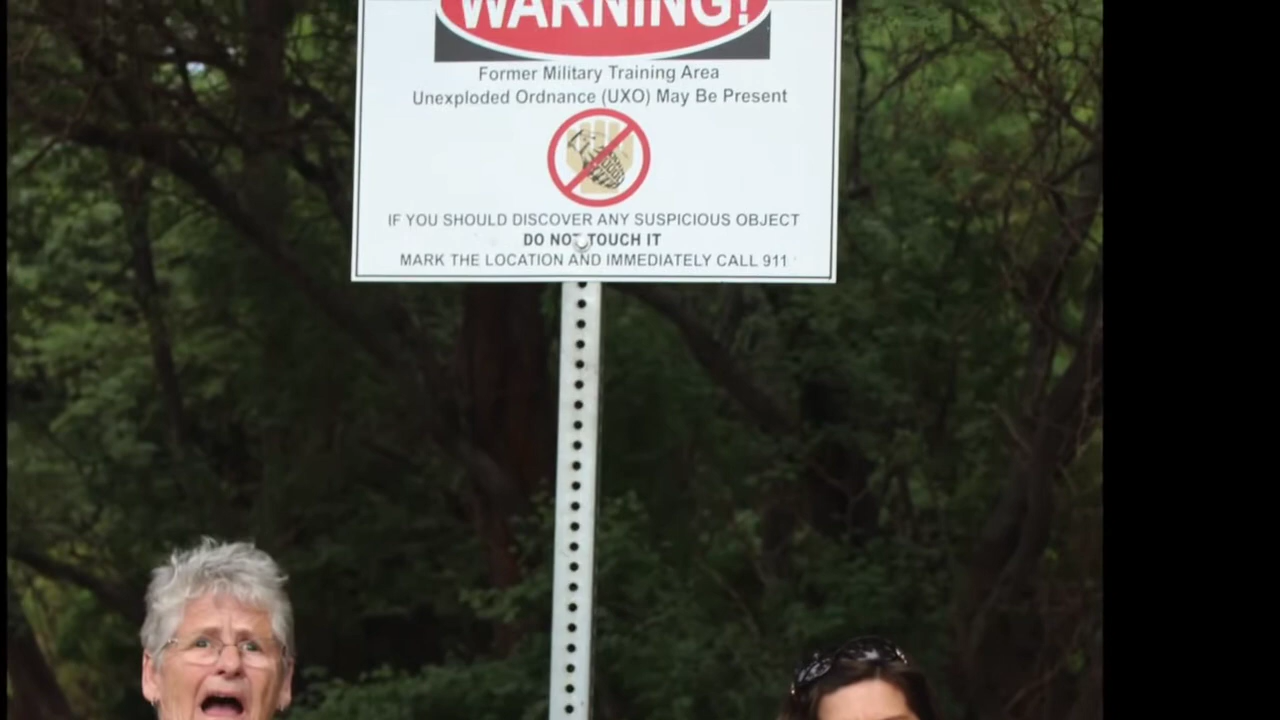 WARNING!
Former Military Training Area
Unexploded Ordnance (UXO) May Be Present
IF YOU SHOULD DISCOVER ANY SUSPICIOUS OBJECT
DO NOT TOUCH IT
MARK THE LOCATION AND IMMEDIATELY CALL 911